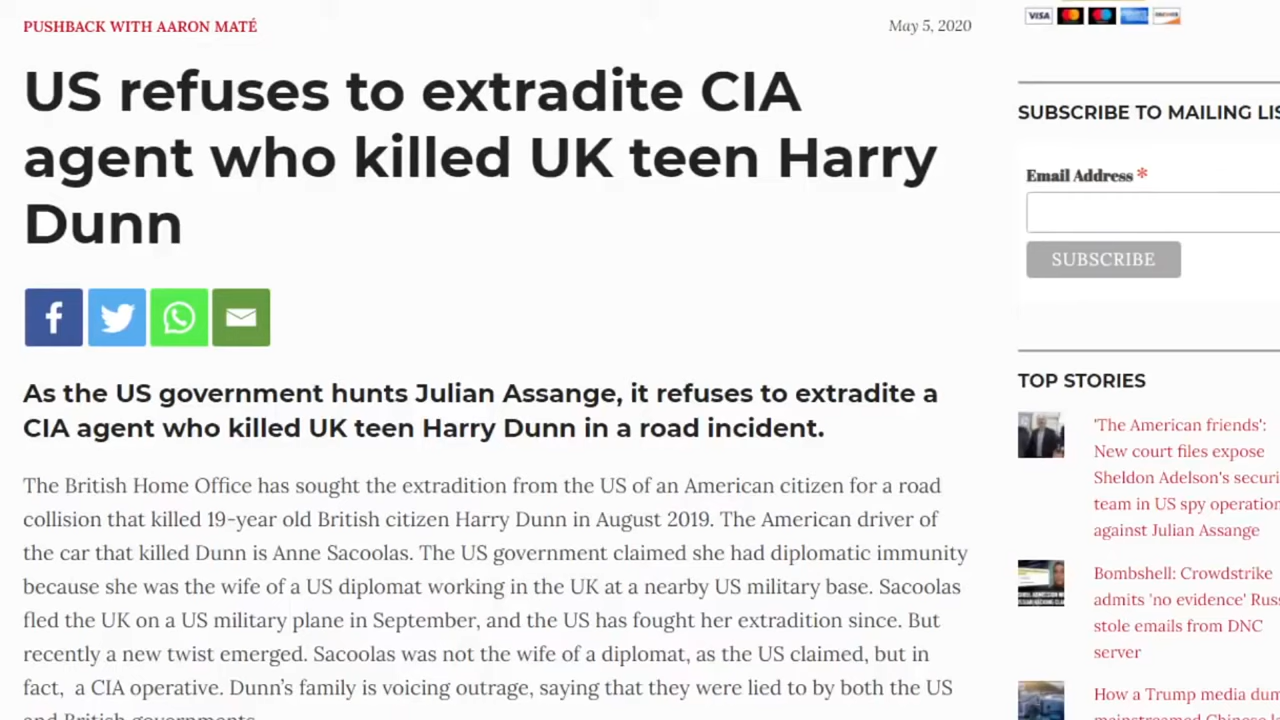 PUSHBACK WITH AARON MATÉ
May 5, 2020
US refuses to extradite CIA
agent who killed UK teen Harry
Dunn
As the US government hunts Julian Assange, it refuses to extradite a
CIA agent who killed UK teen Harry Dunn in a road incident.
The British Home Office has sought the extradition from the US of an American citizen for a road
collision that killed 19-year old British citizen Harry Dunn in August 2019. The American driver of
the car that killed Dunn is Anne Sacoolas. The US government claimed she had diplomatic immunity
because she was the wife of a US diplomat working in the UK at a nearby US military base. Sacoolas
fled the UK on a US military plane in September, and the US has fought her extradition since. But
recently a new twist emerged. Sacoolas was not the wife of a diplomat, as the US claimed, but in
fact, a CIA operative. Dunn's family is voicing outrage, saying that they were lied to by both the US
and British governments.
VISA
SUBSCRIBE TO MAILING LIS
Email Address *
SUBSCRIBE
TOP STORIES
'The American friends':
New court files expose
Sheldon Adelson's securi
team in US spy operation
against Julian Assange
Bombshell: Crowdstrike
admits 'no evidence' Rus
stole emails from DNC
server
How a Trump media dum
mainstreamed Chinese l